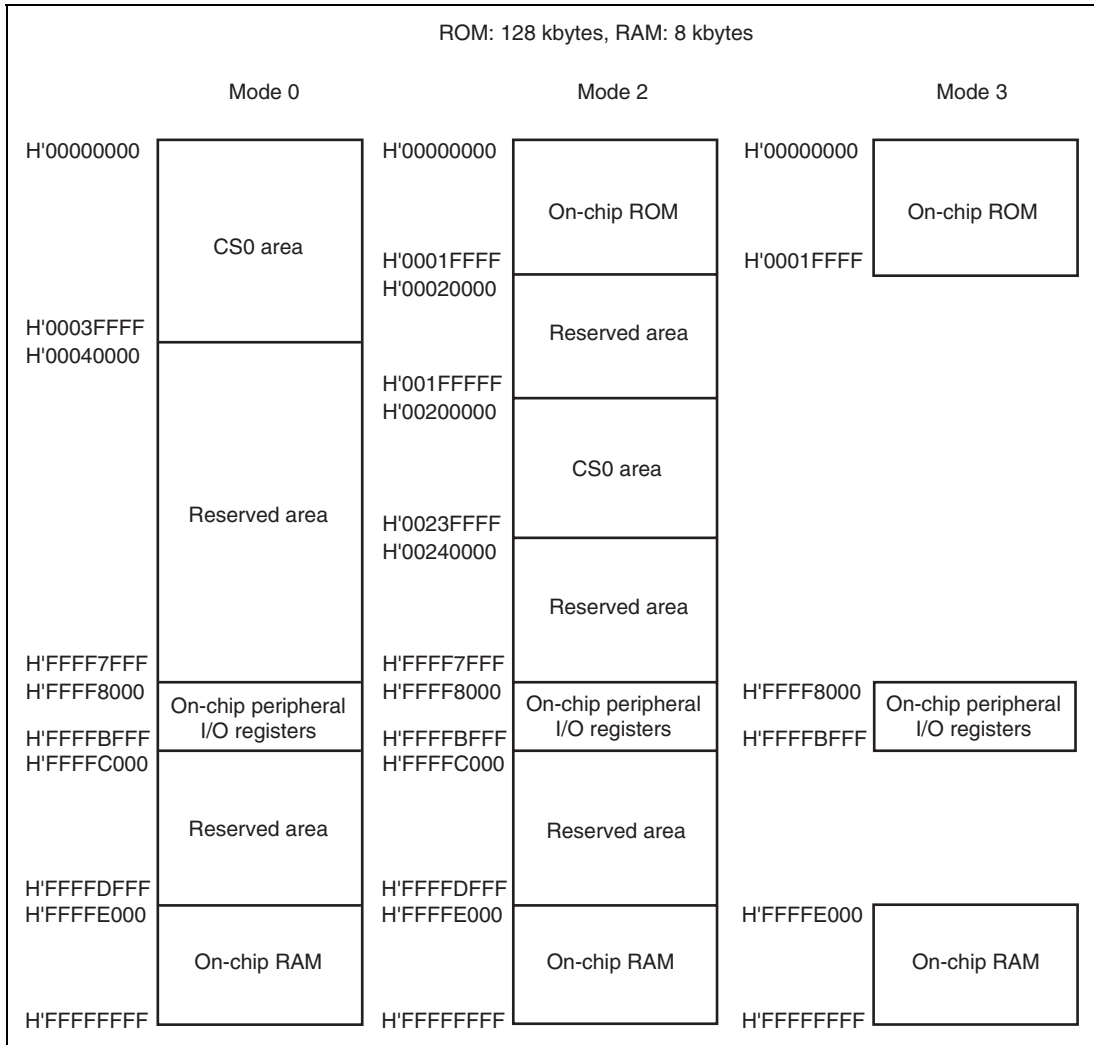 ROM: 128 kbytes, RAM: 8 kbytes
Mode 0
Mode 2
Mode 3
H'00000000
CS0 area
H'0003FFFF
H'00040000
Reserved area
H'FFFF7FFF
H'FFFF8000
On-chip peripheral
I/O registers
H'FFFFBFFF
H'FFFFC000
Reserved area
H'FFFFDFFF
H'FFFFE000
On-chip RAM
H'FFFFFFFF
H'00000000
On-chip ROM
H'0001FFFF
H'00020000
Reserved area
H'001FFFFF
H'00200000
CS0 area
H'0023FFFF
H'00240000
Reserved area
H'FFFF7FFF
H'FFFF8000
On-chip peripheral
I/O registers
H'FFFFBFFF
H'FFFFC000
Reserved area
H'FFFFDFFF
H'FFFFE000
On-chip RAM
H'FFFFFFFF
H'00000000
On-chip ROM
H'0001FFFF
H'FFFF8000
On-chip peripheral
I/O registers
H'FFFFBFFF
H'FFFFE000
On-chip RAM
H'FFFFFFFF